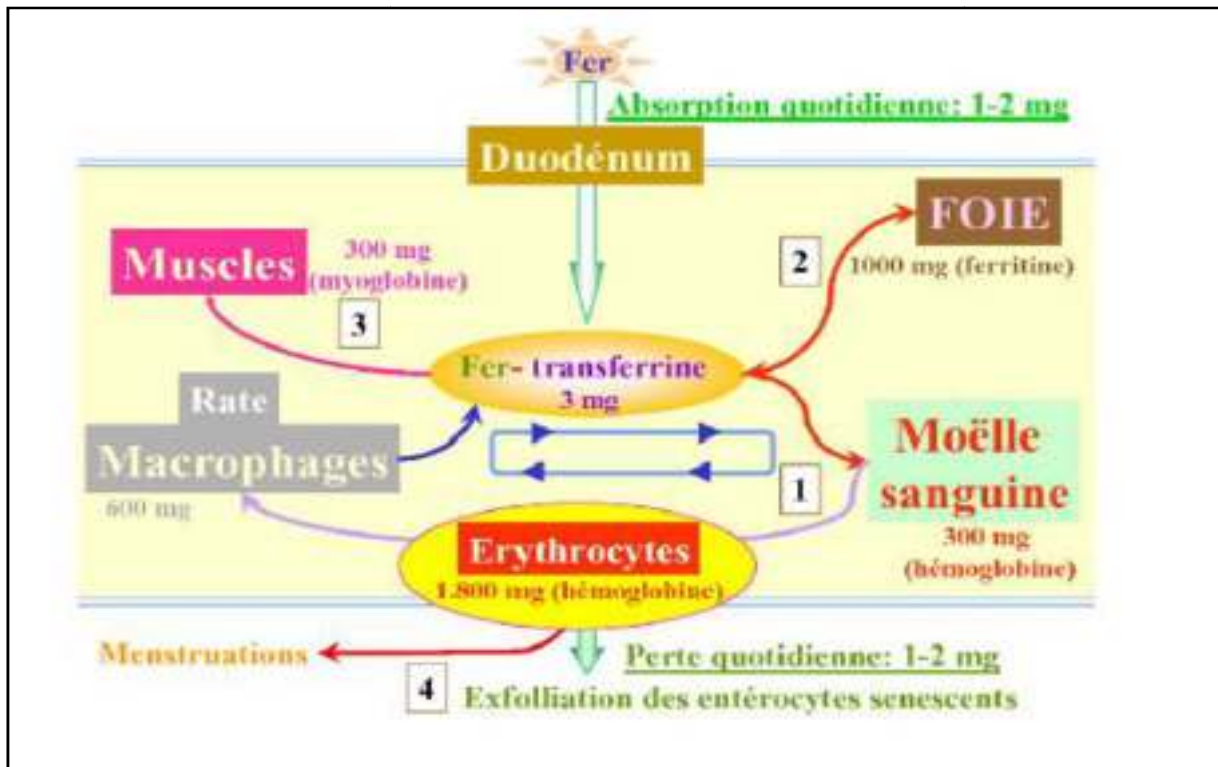 Fer
Absorption quotidienne: 1-2 mg
Duodénum
FOIE
1000 mg (ferritine)
2
Muscles
300 mg
(myoglobine)
3
Fer- transferrine
3 mg
Rate
Macrophages
600 mg
Moëlle
sanguine
300 mg
(hémoglobine)
1
Erythrocytes
1.800 mg (hémoglobine)
Menstruations
4
Perte quotidienne: 1-2 mg
Exfolliation des entérocytes senescents